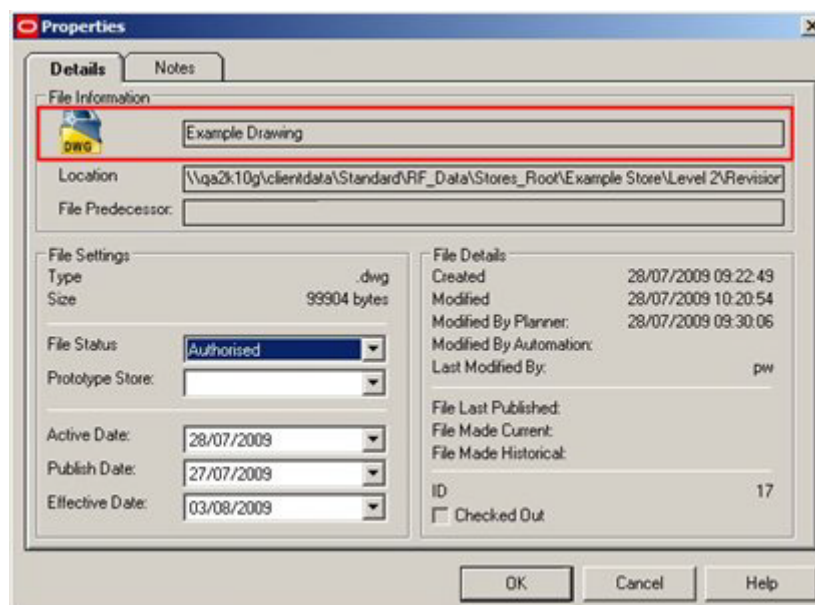 Properties
Details Notes
File Information
DWG
Example Drawing
Location \\qa2k10g\clientdata\Standard\RF_Data\Stores_Root\Example Store\Level 2\Revision
File Predecessor:
File Settings
Type .dwg
Size 99904 bytes
File Status Authorised
Prototype Store:
Active Date: 28/07/2009
Publish Date: 27/07/2009
Effective Date: 03/08/2009
File Details
Created 28/07/2009 09:22:49
Modified 28/07/2009 10:20:54
Modified By Planner: 28/07/2009 09:30:06
Modified By Automation:
Last Modified By: pw
File Last Published:
File Made Current:
File Made Historical:
ID 17
Checked Out
OK Cancel Help